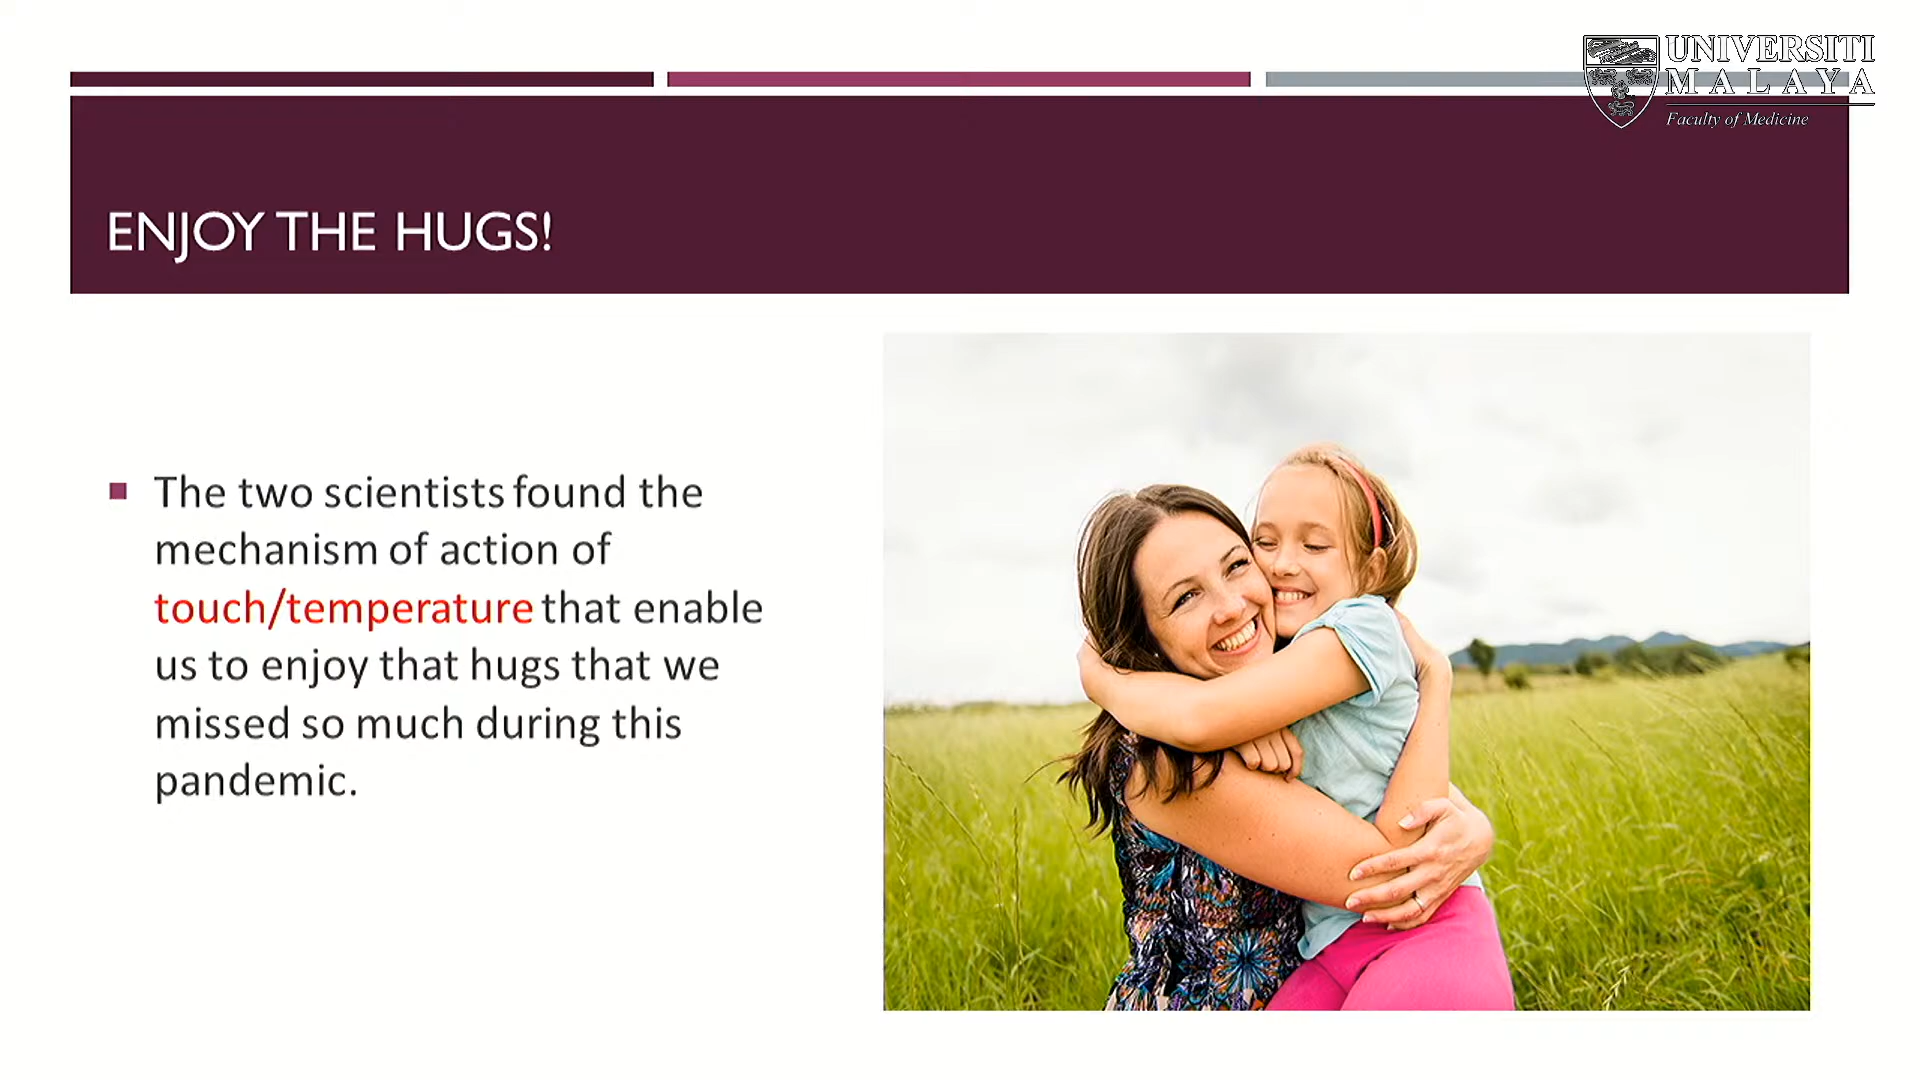 UNIVERSITI
MALAYA
Faculty of Medicine
ENJOY THE HUGS!
The two scientists found the
mechanism of action of
touch/temperature that enable
us to enjoy that hugs that we
missed so much during this
pandemic.